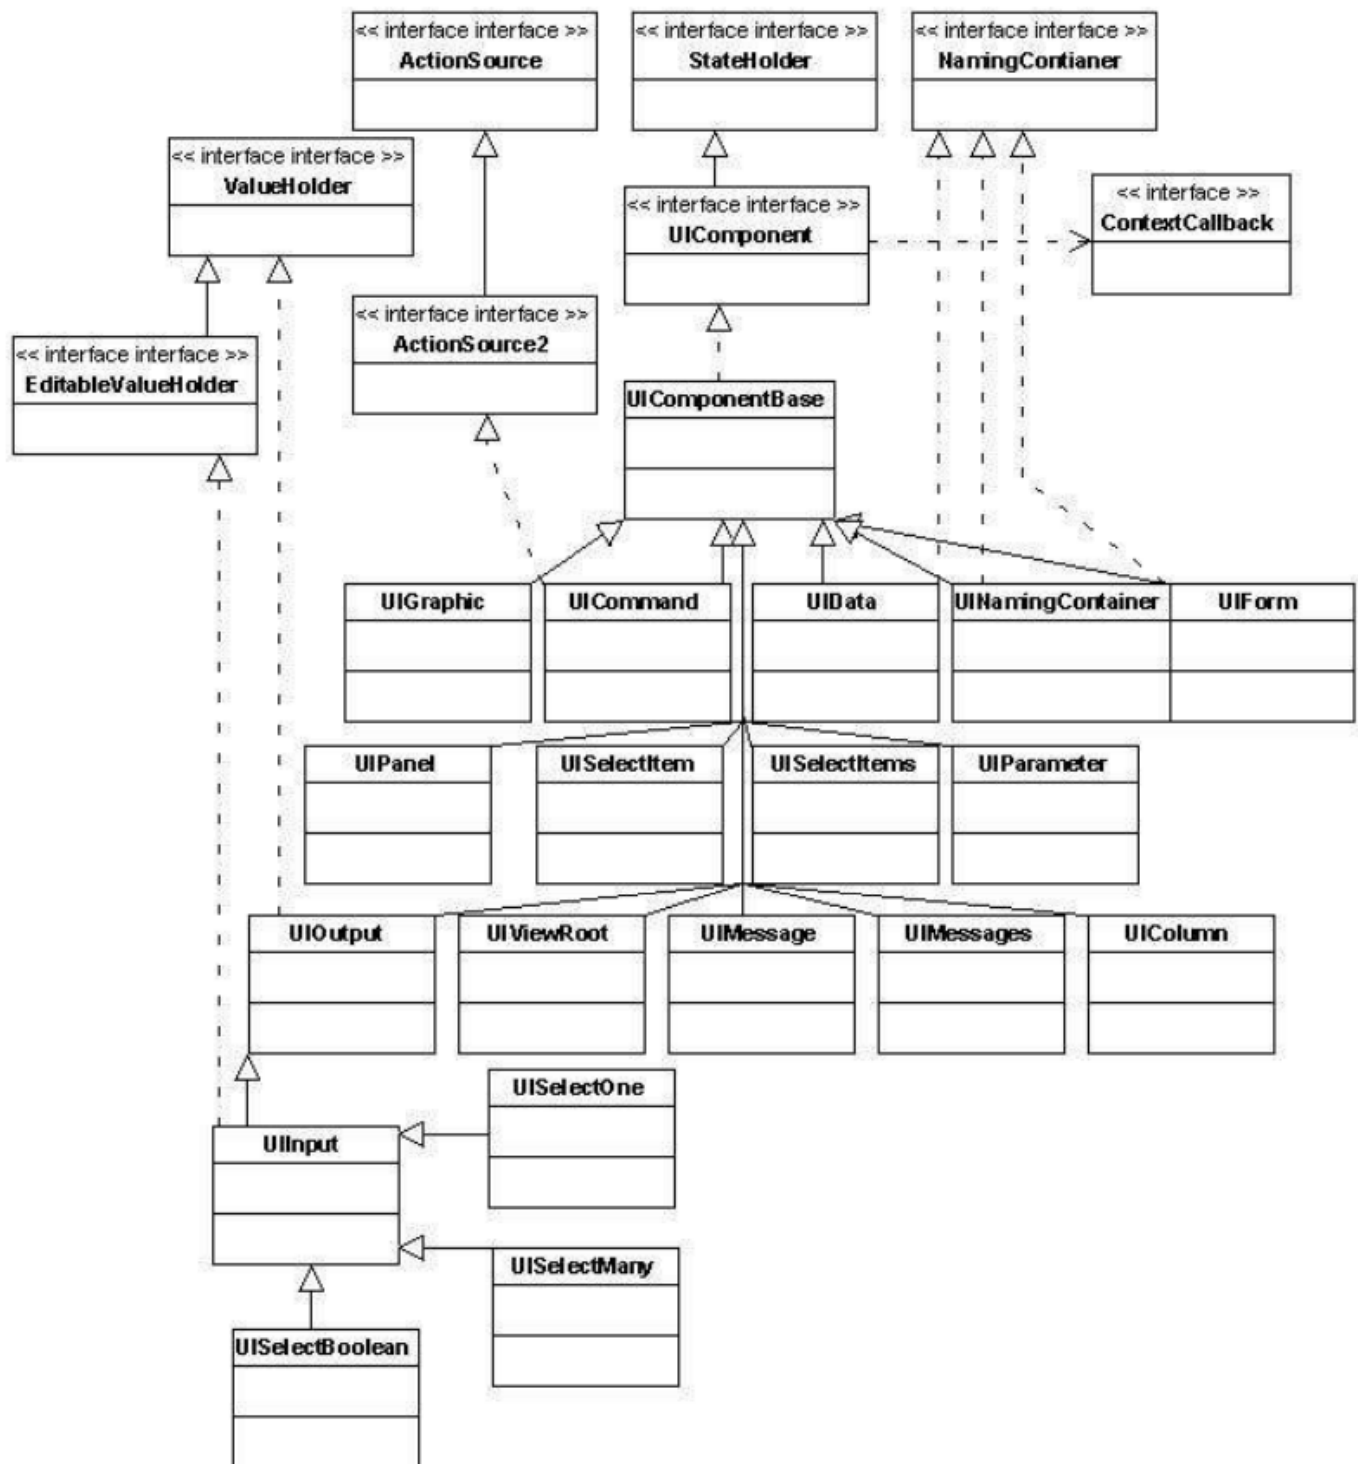 << interface interface >>
ActionSource
<< interface interface >>
StateHolder
<< interface interface >>
NamingContianer
<< interface interface >>
ValueHolder
<< interface interface >>
UIComponent
<< interface >>
ContextCallback
<< interface interface >>
ActionSource2
<< interface interface >>
EditableValueHolder
UIComponentBase
UIGraphic
UICommand
UIData
UINamingContainer
UIForm
UIPanel
UISelectItem
UISelectItems
UIParameter
UIOutput
UIViewRoot
UIMessage
UIMessages
UIColumn
UISelectOne
UIInput
UISelectMany
UISelectBoolean